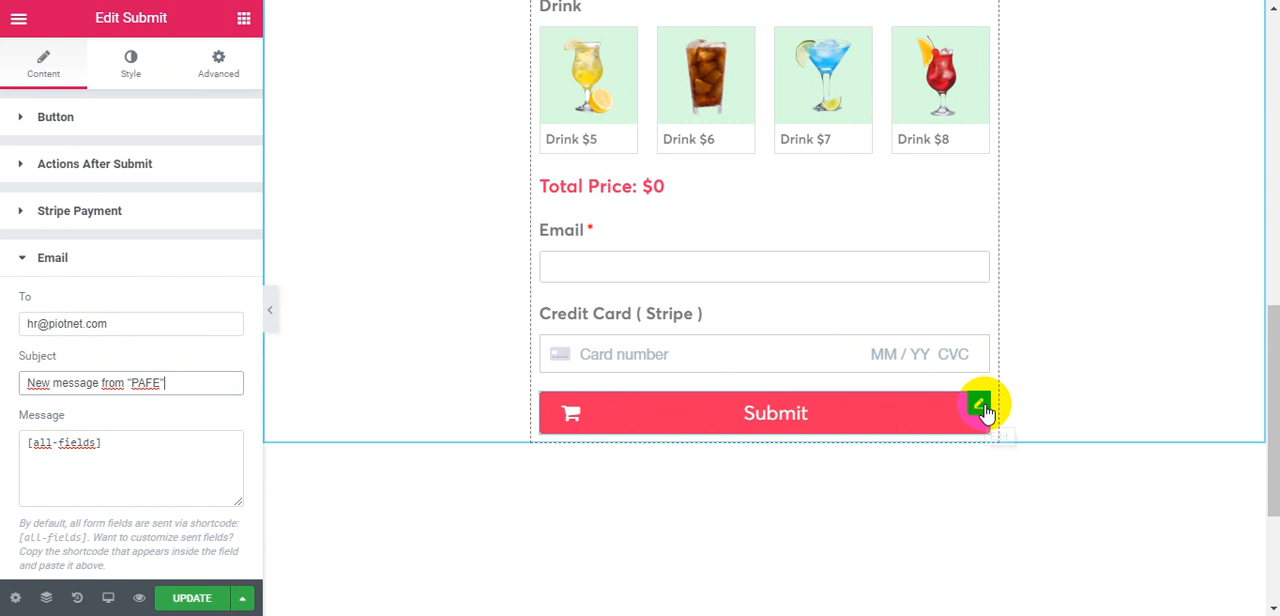 Edit Submit
Content
Style
Advanced
Button
Actions After Submit
Stripe Payment
Email
To
hr@piotnet.com
Subject
New message from "PAFE"
Message
[all-fields]
By default, all form fields are sent via shortcode:
[all-fields]. Want to customize sent fields?
Copy the shortcode that appears inside the field
and paste it above.
UPDATE
Drink
Drink $5
Drink $6
Drink $7
Drink $8
Total Price: $0
Email *
Credit Card ( Stripe )
Card number
MM / YY CVC
Submit